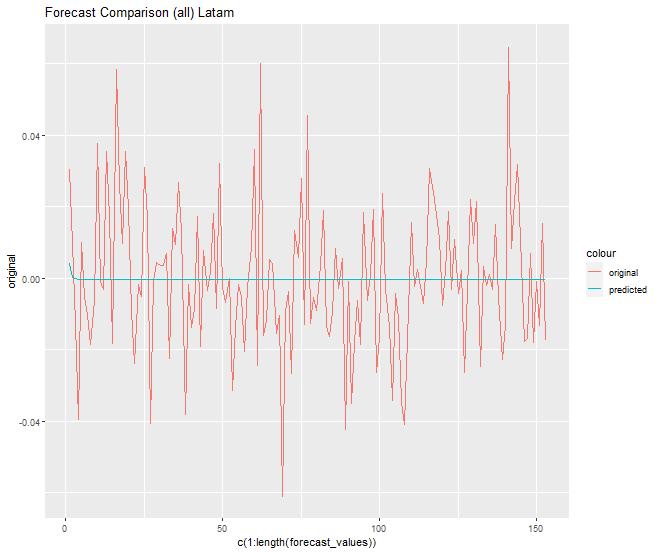 Forecast Comparison (all) Latam
original
0.04
0.00
-0.04
0
50
100
150
c(1:length(forecast_values))
colour
original
predicted